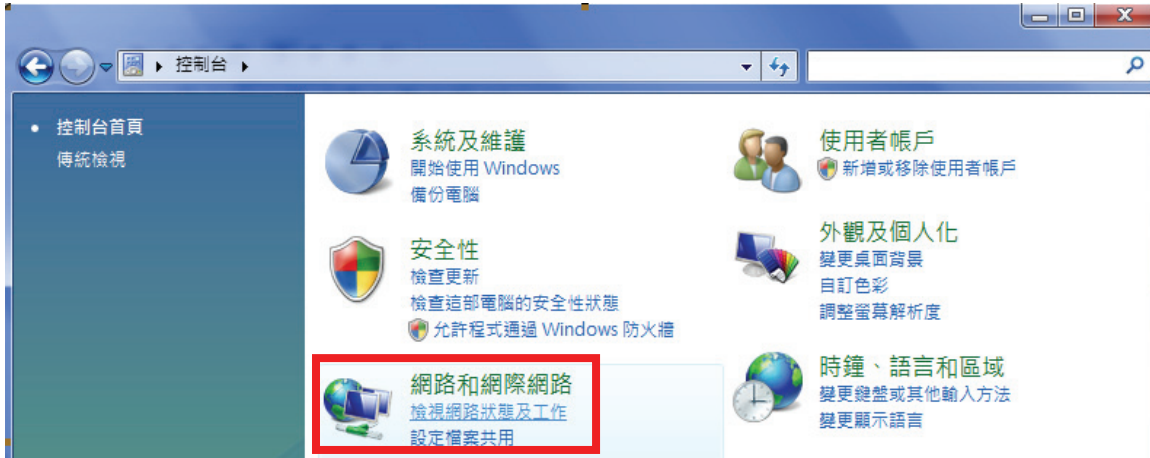 控制台
控制台首頁
傳統檢視
系統及維護
開始使用 Windows
備份電腦
安全性
檢查更新
檢查這部電腦的安全性狀態
允許程式通過 Windows 防火牆
網路和網際網路
檢視網路狀態及工作
設定檔案共用
使用者帳戶
新增或移除使用者帳戶
外觀及個人化
變更桌面背景
自訂色彩
調整螢幕解析度
時鐘、語言和區域
變更鍵盤或其他輸入方法
變更顯示語言